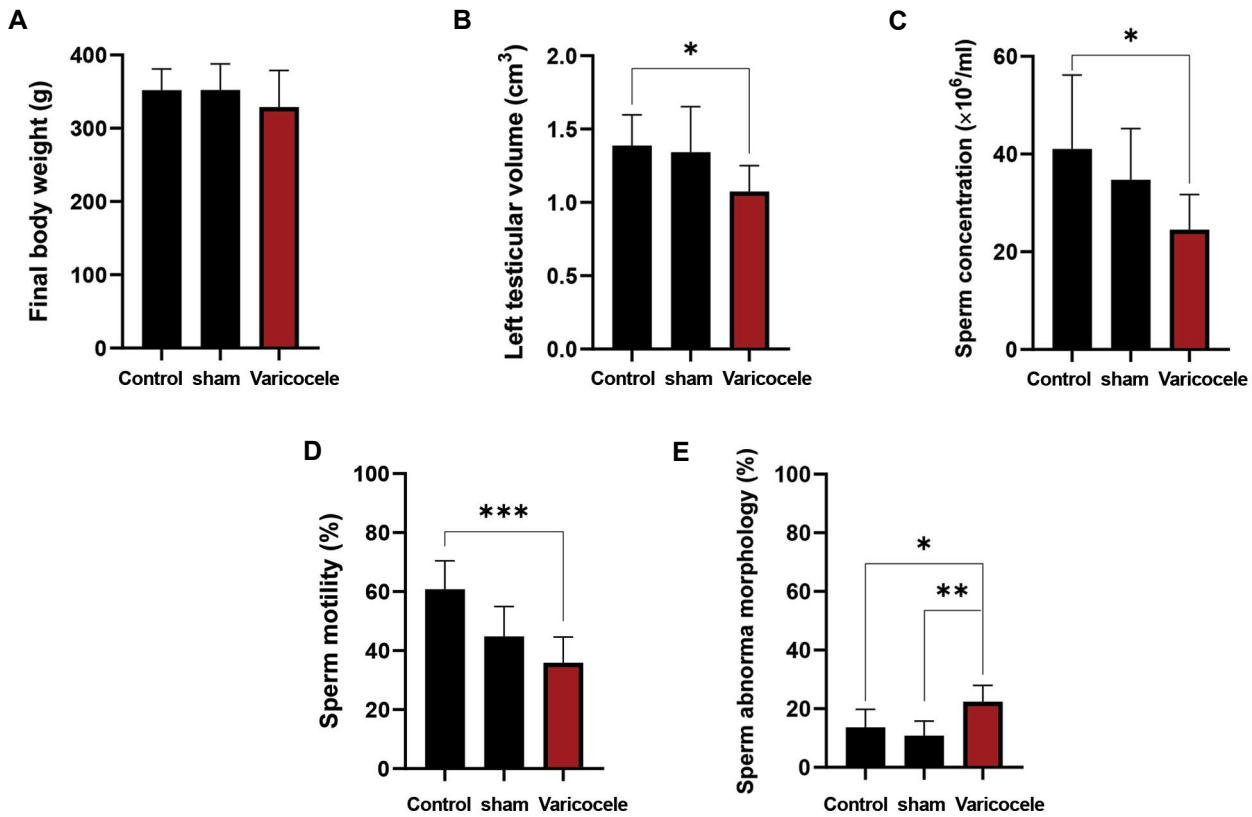 A
Final body weight (g)
400
300
200
100
0
Control sham Varicocele
B
Left testicular volume (cm³)
2.0
1.5
1.0
0.5
0.0
*
Control sham Varicocele
C
Sperm concentration (×10⁶/ml)
60
40
20
0
*
Control sham Varicocele
D
Sperm motility (%)
100
80
60
40
20
0
***
Control sham Varicocele
E
Sperm abnorma morphology (%)
100
80
60
40
20
0
*
**
Control sham Varicocele